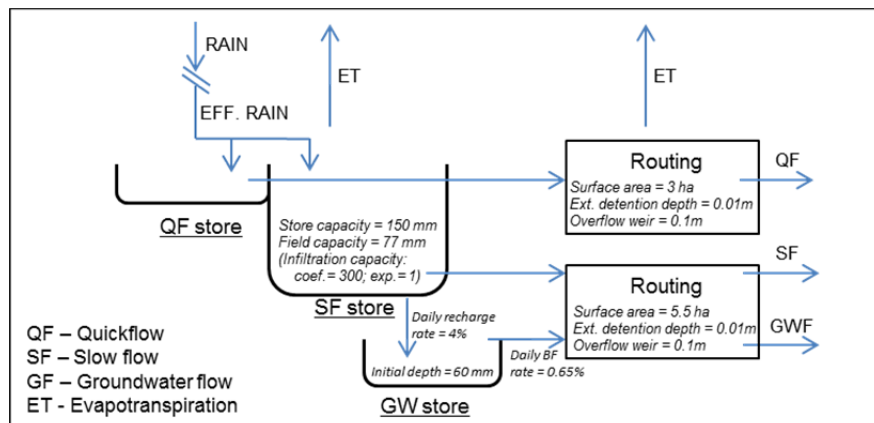 RAIN
ET
ET
EFF. RAIN
QF store
Store capacity = 150 mm
Field capacity = 77 mm
(Infiltration capacity:
coef.= 300; exp.= 1)
SF store
Routing
Surface area = 3 ha
Ext. detention depth = 0.01m
Overflow weir = 0.1m
QF
Routing
Surface area = 5.5 ha
Ext. detention depth = 0.01m
Overflow weir = 0.1m
SF
GWF
Daily recharge
rate = 4%
Initial depth = 60 mm
Daily BF
rate = 0.65%
GW store
QF – Quickflow
SF – Slow flow
GF – Groundwater flow
ET - Evapotranspiration